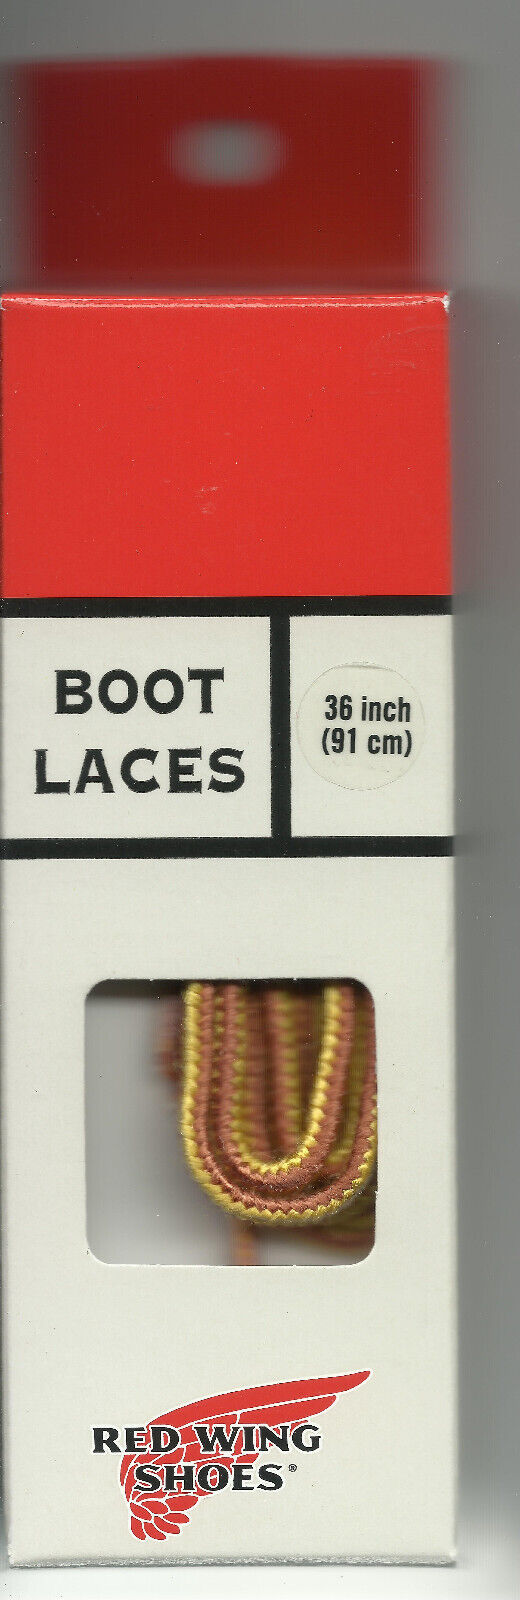 BOOT
LACES
36 inch
(91 cm)
RED WING
SHOES®